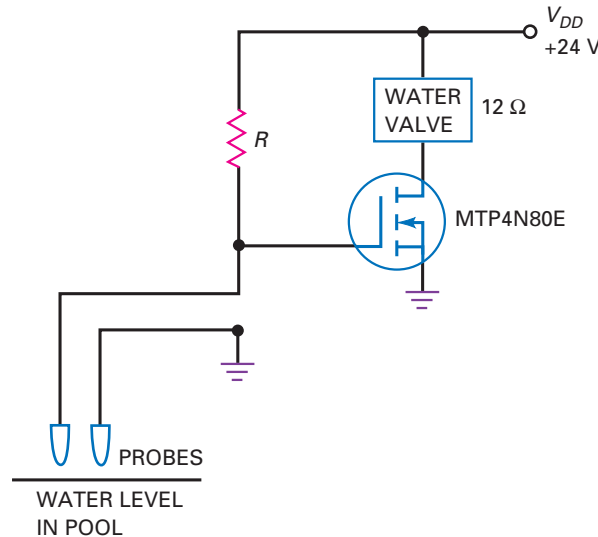 V_DD
+24 V
WATER
VALVE
12 Ω
R
MTP4N80E
PROBES
WATER LEVEL
IN POOL